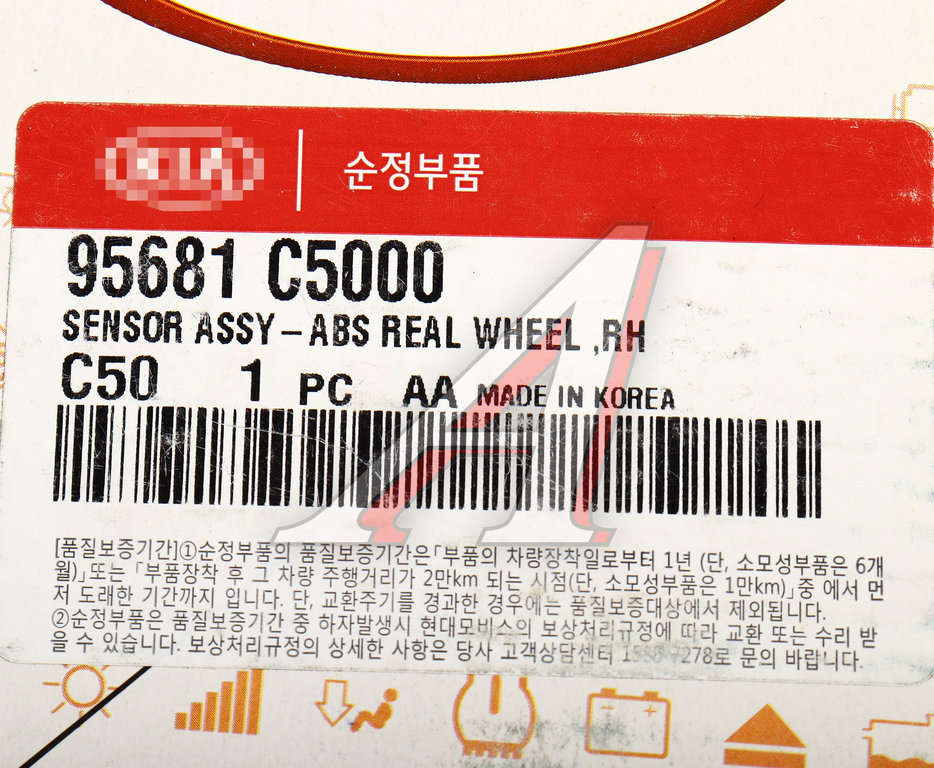 KIA
순정부품
95681 C5000
SENSOR ASSY-ABS REAL WHEEL ,RH
C50 1 PC AA MADE IN KOREA
[품질보증기간]①순정부품의 품질보증기간은「부품의 차량장착일로부터 1년 (단, 소모성부품은 6개
월)」또는 「부품장착 후 그 차량 주행거리가 2만km 되는 시점(단, 소모성부품은 1만km)」중 에서 먼
저 도래한 기간까지 입니다. 단, 교환주기를 경과한 경우에는 품질보증대상에서 제외됩니다.
②순정부품은 품질보증기간 중 하자발생시 현대모비스의 보상처리규정에 따라 교환 또는 수리 받
을 수 있습니다. 보상처리규정의 상세한 사항은 당사 고객상담센터 로 문의 바랍니다.